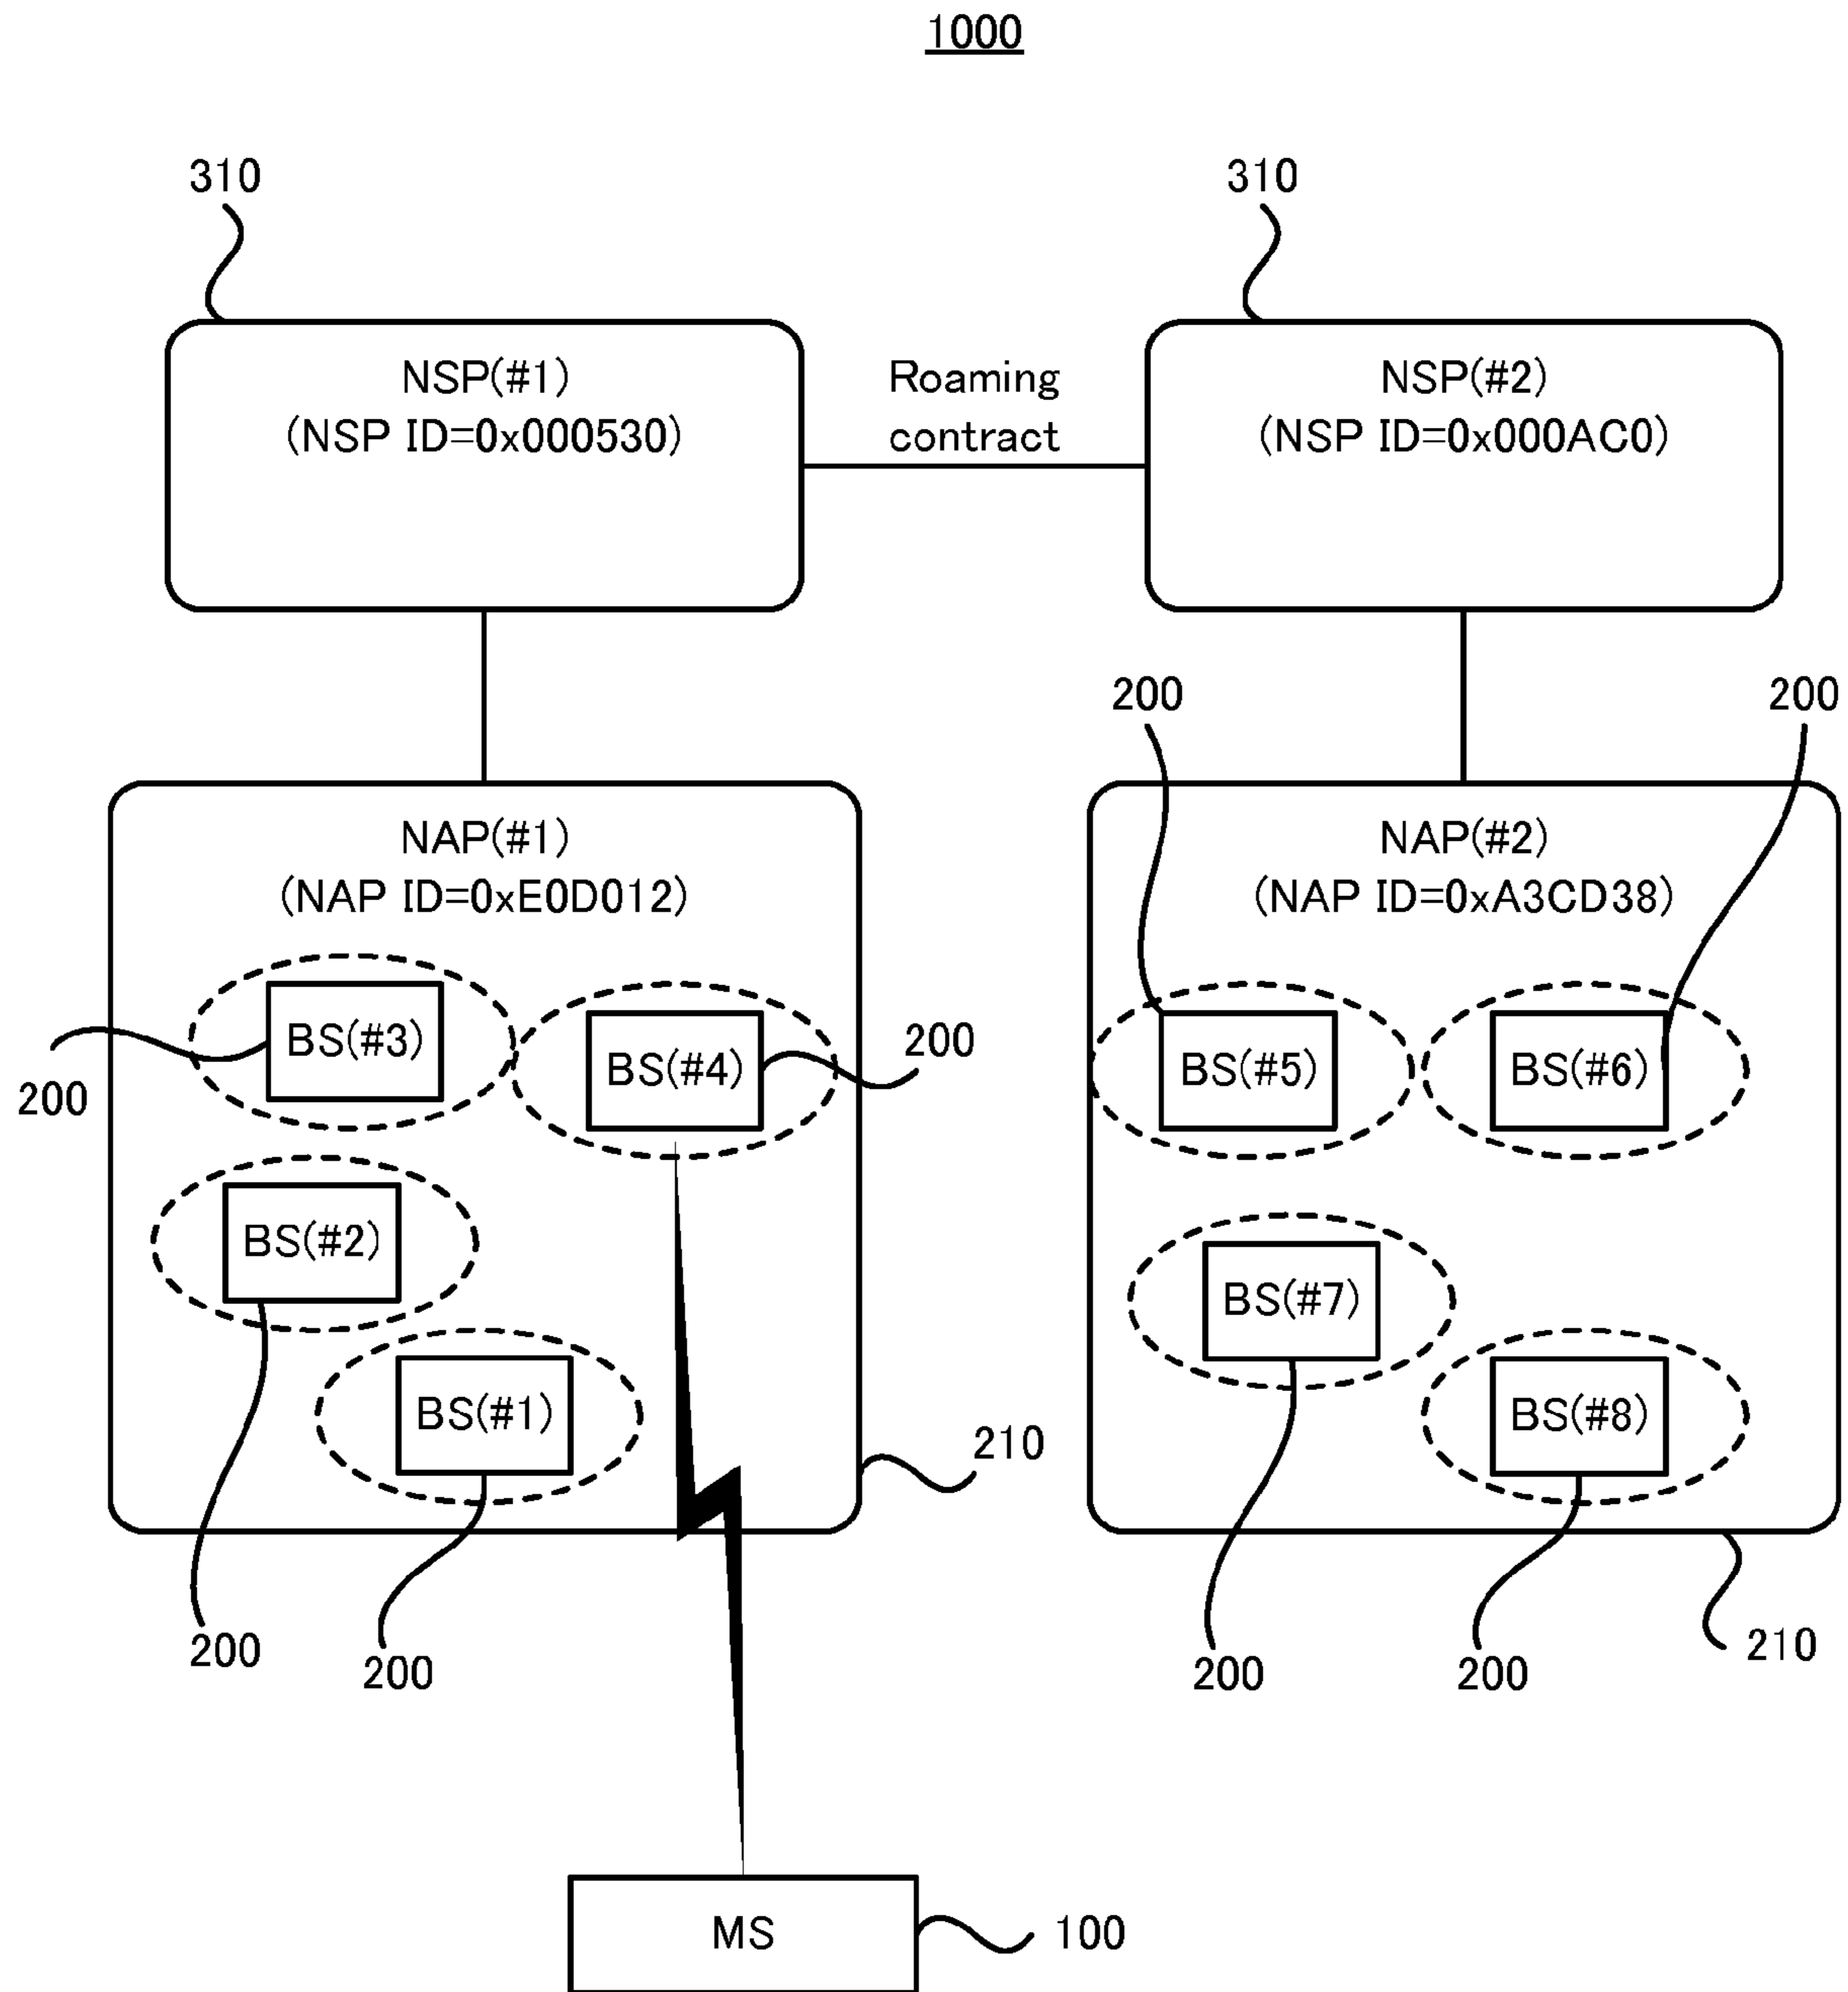 1000
310
310
NSP(#1)
(NSP ID=0x000530)
Roaming
contract
NSP(#2)
(NSP ID=0x000AC0)
200
200
NAP(#1)
(NAP ID=0xE0D012)
NAP(#2)
(NAP ID=0xA3CD38)
BS(#3)
200
BS(#4)
200
BS(#5)
BS(#6)
BS(#2)
BS(#7)
BS(#1)
BS(#8)
210
200
200
200
200
210
MS
100